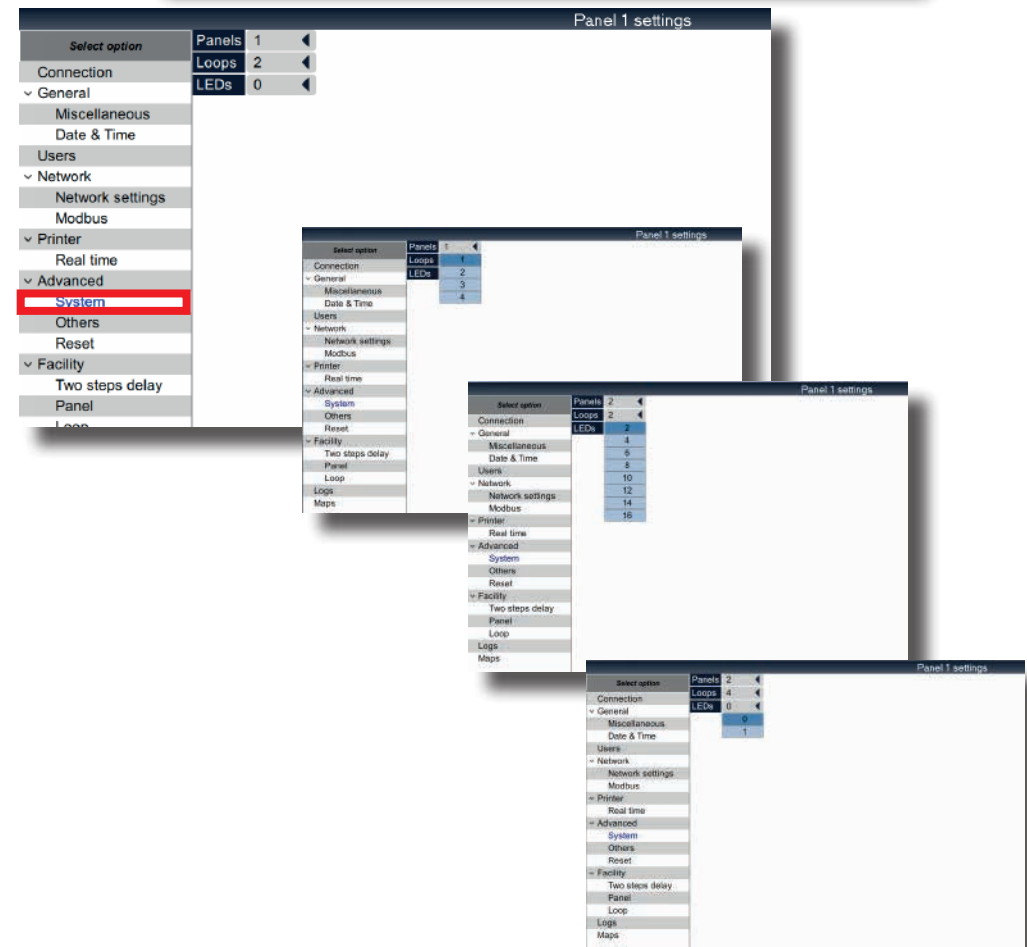 Panel 1 settings
Select option
Connection
General
Miscellaneous
Date & Time
Users
Network
Network settings
Modbus
Printer
Real time
Advanced
System
Others
Reset
Facility
Two steps delay
Panel
Loop
Panels 1
Loops 2
LEDs 0
Panel 1 settings
Select option
Connection
General
Miscellaneous
Date & Time
Users
Network
Network settings
Modbus
Printer
Real time
Advanced
System
Others
Reset
Facility
Two steps delay
Panel
Loop
Logs
Maps
Panels 1
Loops 1
LEDs 2
3
4
Panel 1 settings
Select option
Connection
General
Miscellaneous
Date & Time
Users
Network
Network settings
Modbus
Printer
Real time
Advanced
System
Others
Reset
Facility
Two steps delay
Panel
Loop
Logs
Maps
Panels 2
Loops 2
LEDs 2
4
6
8
10
12
14
16
Panel 1 settings
Select option
Connection
General
Miscellaneous
Date & Time
Users
Network
Network settings
Modbus
Printer
Real time
Advanced
System
Others
Reset
Facility
Two steps delay
Panel
Loop
Logs
Maps
Panels 2
Loops 4
LEDs 0
0
1